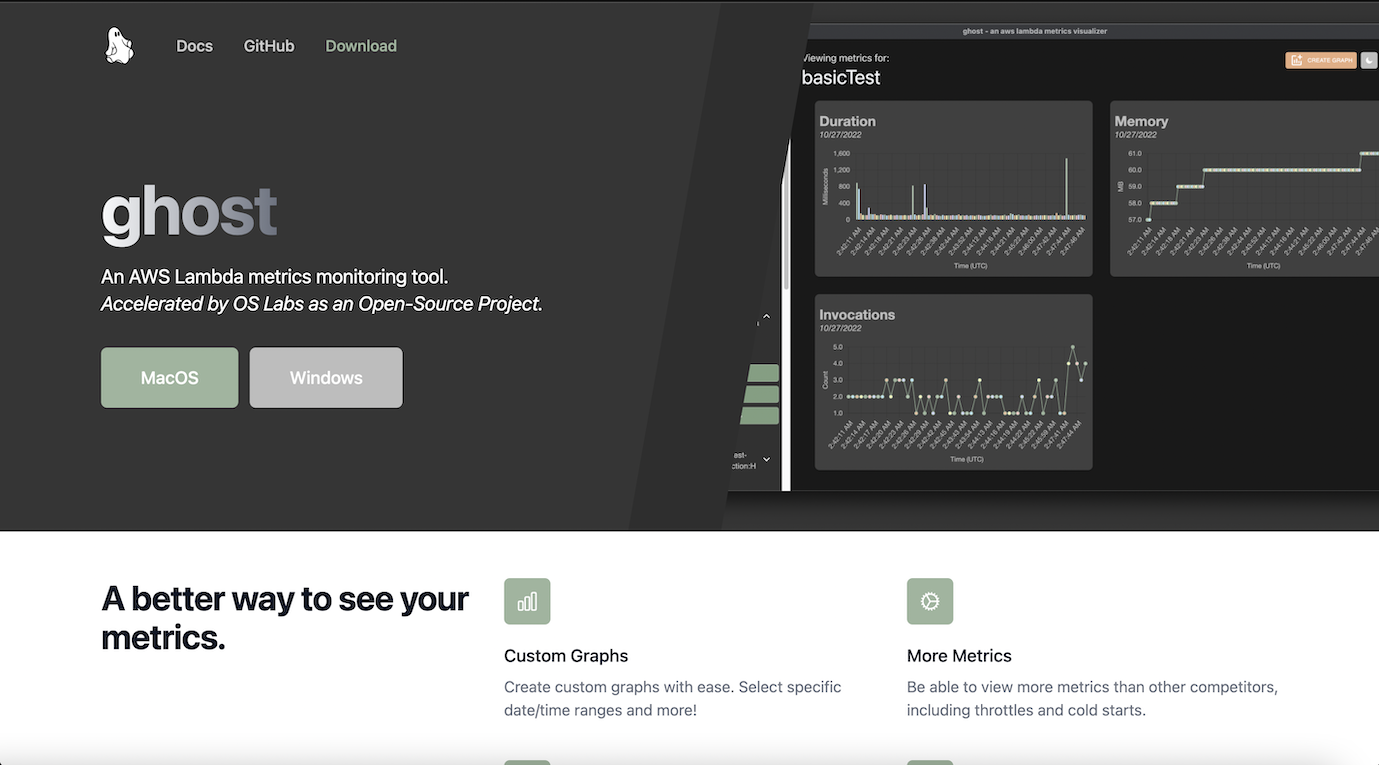 Docs
GitHub
Download
ghost
An AWS Lambda metrics monitoring tool.
Accelerated by OS Labs as an Open-Source Project.
MacOS
Windows
ghost - an aws lambda metrics visualizer
Viewing metrics for:
basicTest
CREATE GRAPH
Duration
10/27/2022
1,600
1,200
800
400
0
Milliseconds
Time (UTC)
Memory
10/27/2022
61.0
60.0
59.0
58.0
57.0
MB
Time (UTC)
Invocations
10/27/2022
5.0
4.0
3.0
2.0
1.0
Count
Time (UTC)
A better way to see your
metrics.
Custom Graphs
Create custom graphs with ease. Select specific
date/time ranges and more!
More Metrics
Be able to view more metrics than other competitors,
including throttles and cold starts.